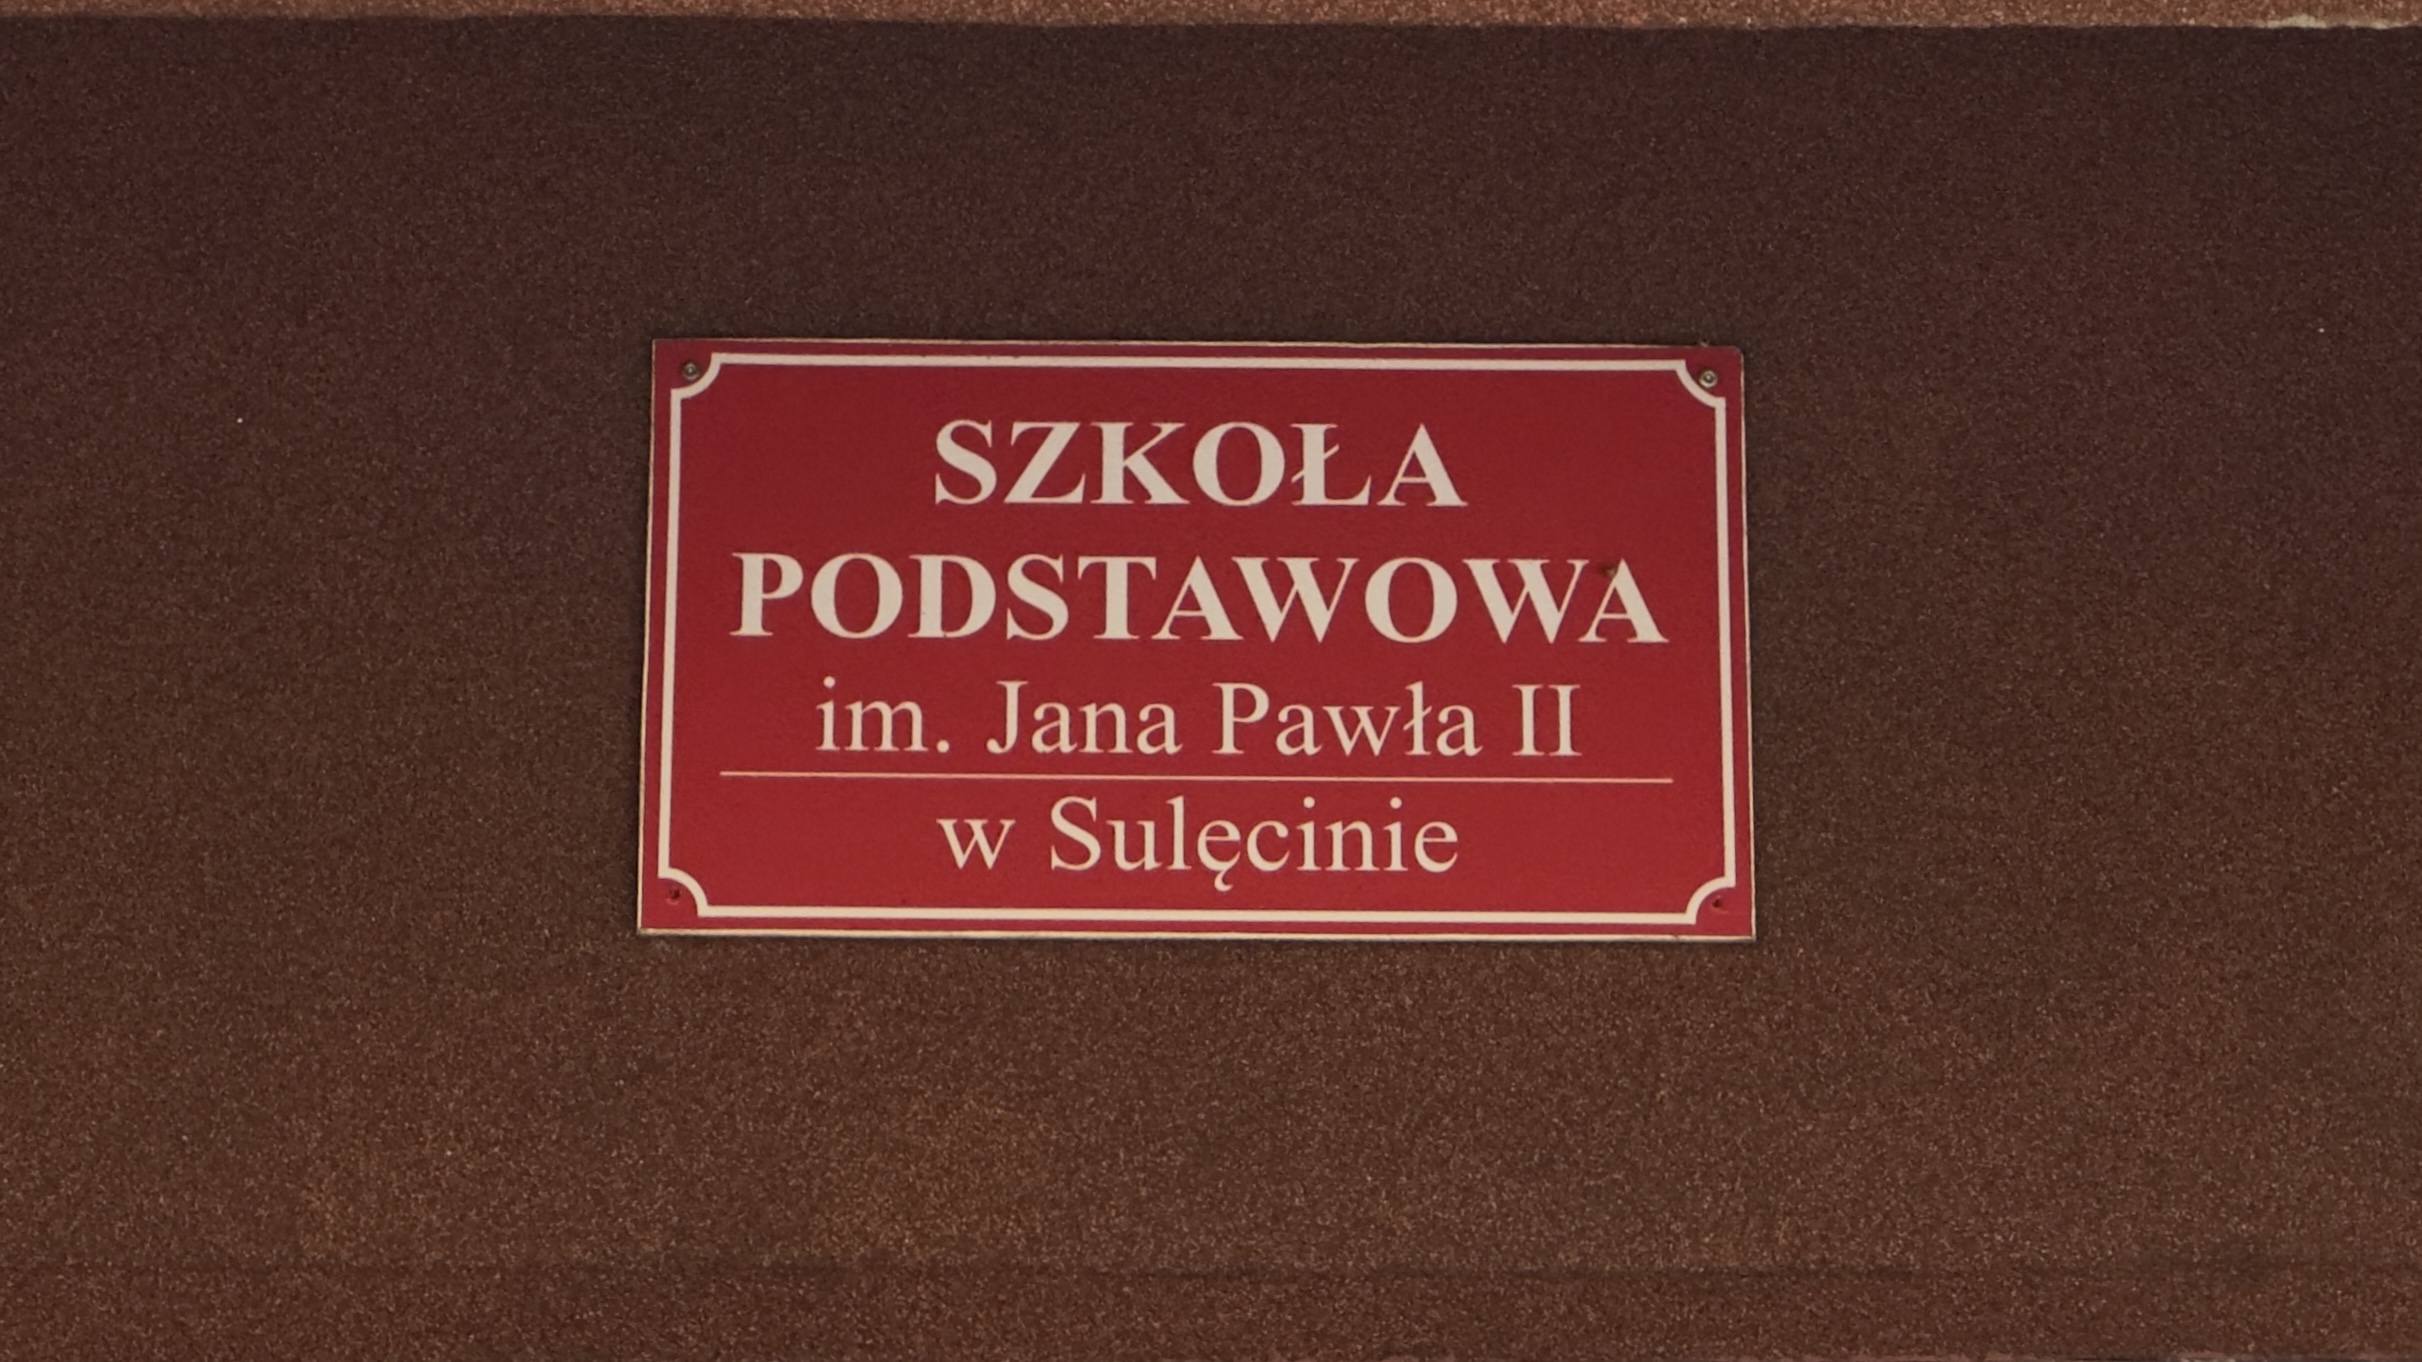 SZKOŁA
PODSTAWOWA
im. Jana Pawła II
w Sulęcinie